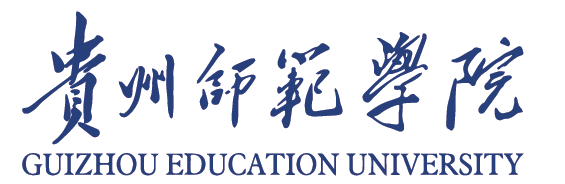 貴州師範學院
GUIZHOU EDUCATION UNIVERSITY